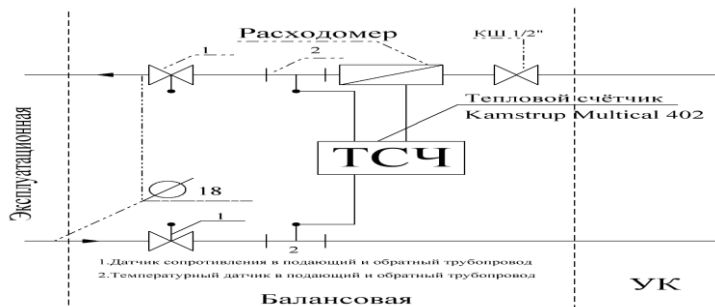 Расходомер
КШ 1/2"
1
2
Тепловой счётчик
Kamstrup Multical 402
ТСЧ
Эксплуатационная
18
1
2
1.Датчик сопротивления в подающий и обратный трубопровод
2.Температурный датчик в подающий и обратный трубопровод
Балансовая
УК